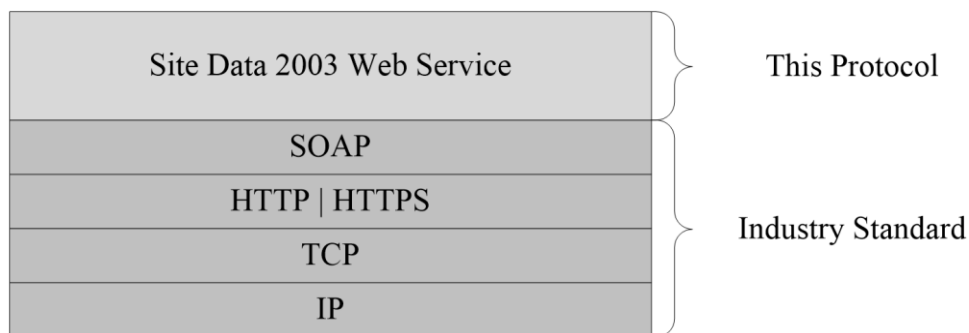 Site Data 2003 Web Service
This Protocol
SOAP
HTTP | HTTPS
TCP
IP
Industry Standard